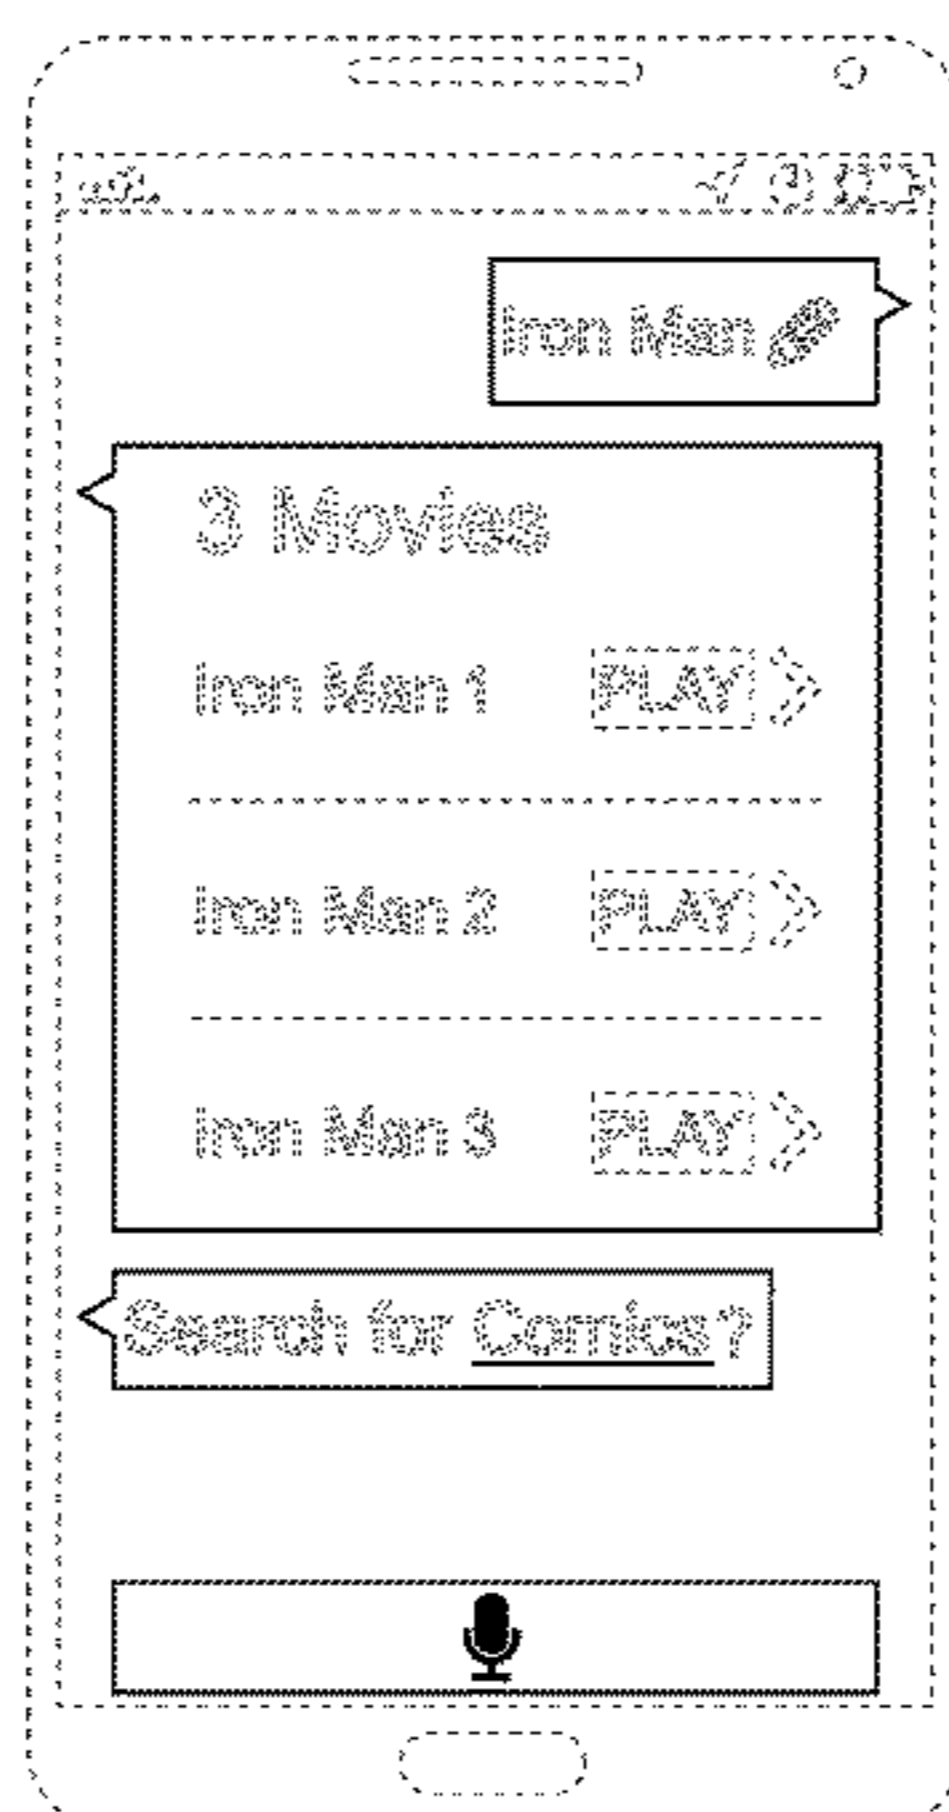 Iron Man
3 Movies
Iron Man 1 PLAY
Iron Man 2 PLAY
Iron Man 3 PLAY
Search for Comics?